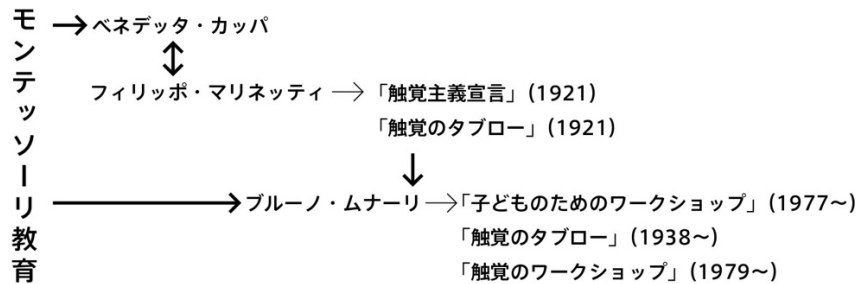 モンテッソーリ教育
ベネデッタ・カッパ
フィリッポ・マリネッティ
「触覚主義宣言」(1921)
「触覚のタブロー」(1921)
ブルーノ・ムナーリ
「子どものためのワークショップ」(1977〜)
「触覚のタブロー」(1938〜)
「触覚のワークショップ」(1979〜)